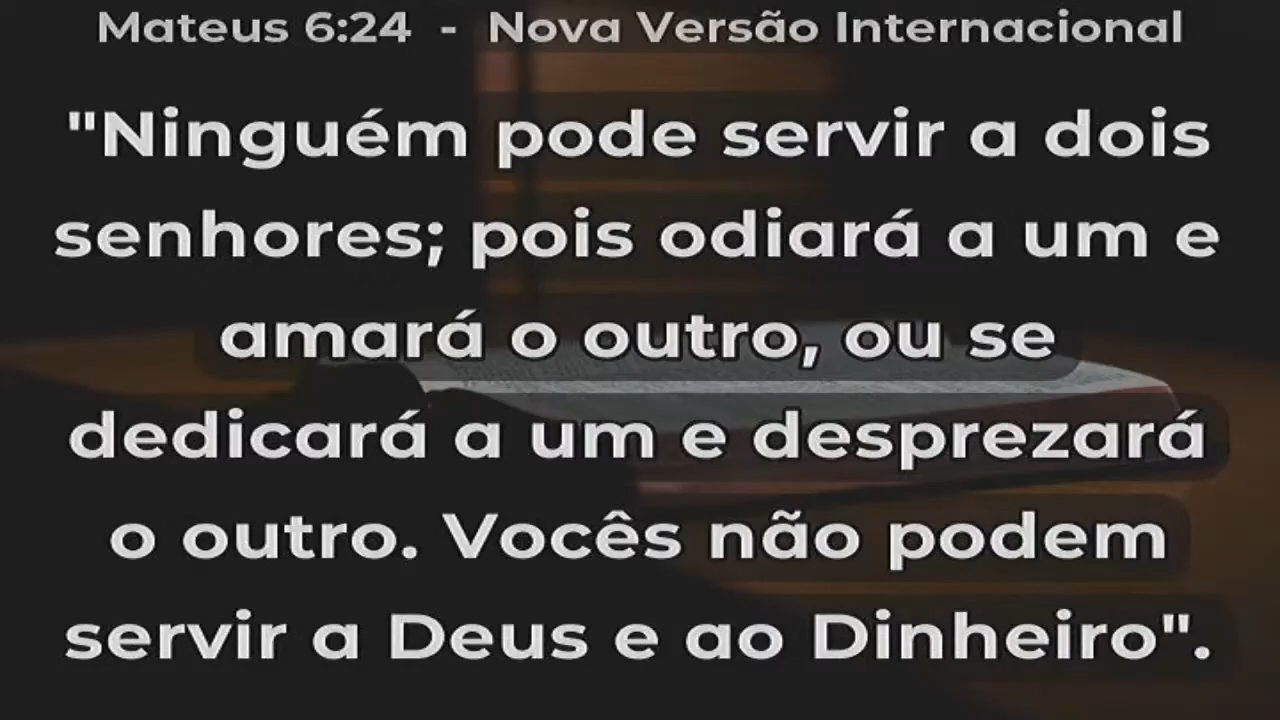 Mateus 6:24 - Nova Versão Internacional
"Ninguém pode servir a dois
senhores; pois odiará a um e
amará o outro, ou se
dedicará a um e desprezará
o outro. Vocês não podem
servir a Deus e ao Dinheiro".